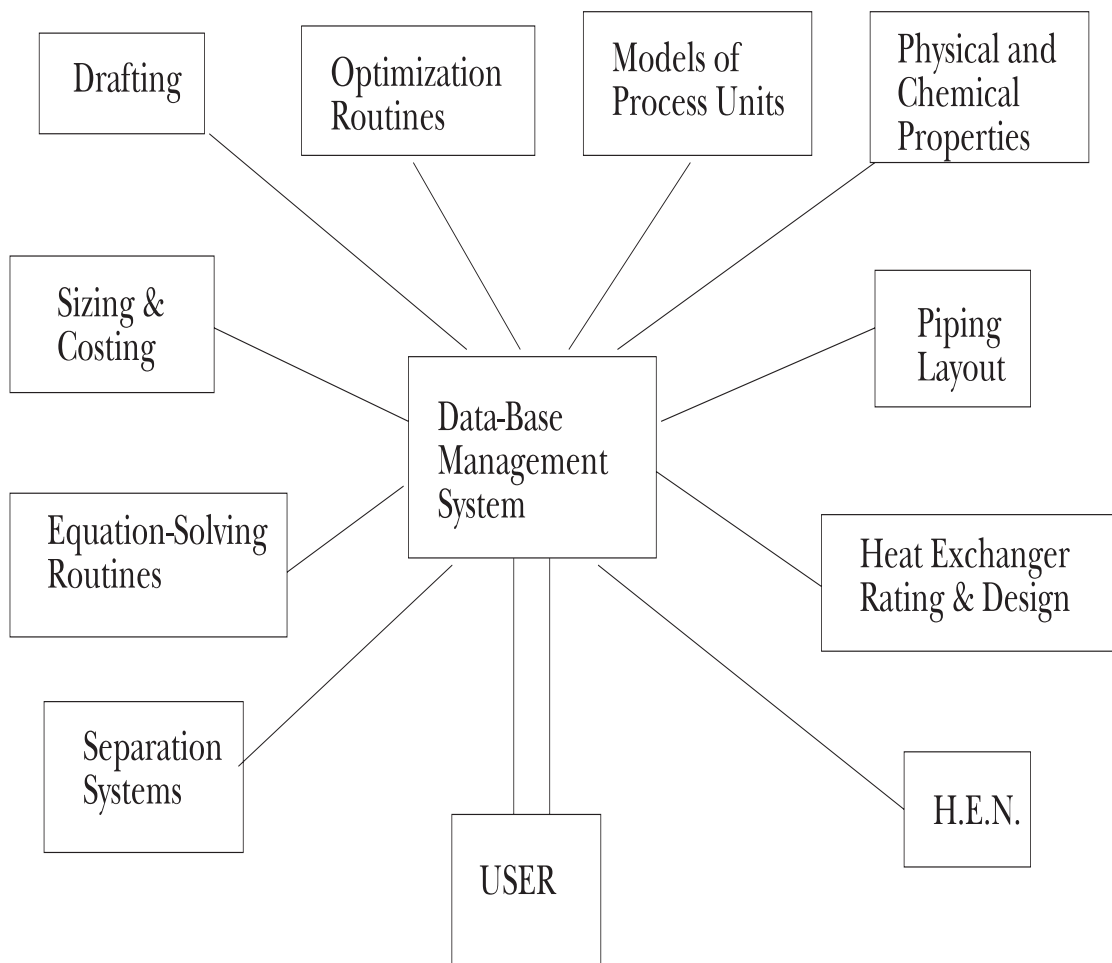 Drafting
Optimization
Routines
Models of
Process Units
Physical and
Chemical
Properties
Sizing &
Costing
Piping
Layout
Data-Base
Management
System
Equation-Solving
Routines
Heat Exchanger
Rating & Design
Separation
Systems
H.E.N.
USER